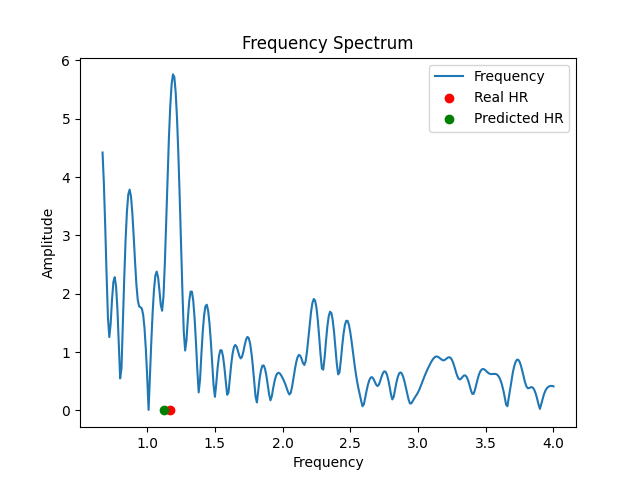 Frequency Spectrum
Frequency
Real HR
Predicted HR
Amplitude
6
5
4
3
2
1
0
1.0 1.5 2.0 2.5 3.0 3.5 4.0
Frequency